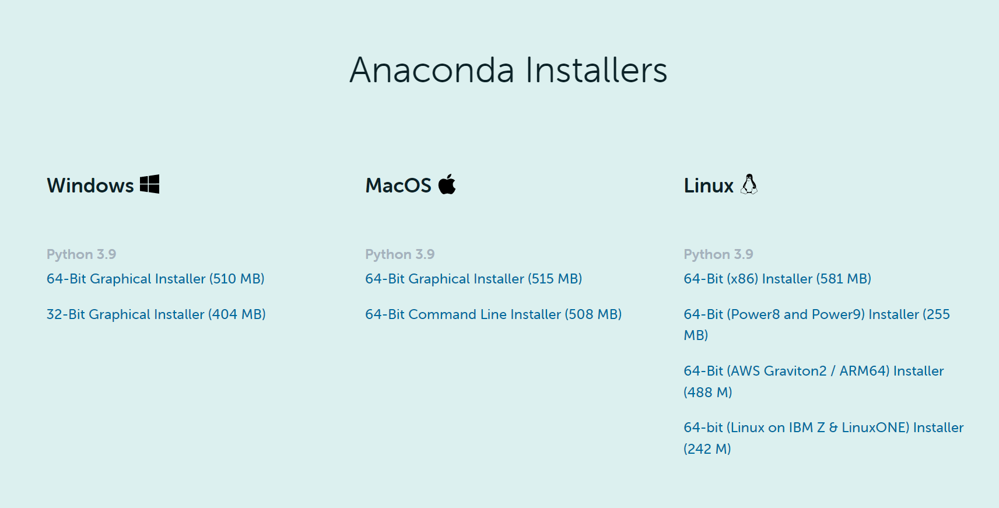 Anaconda Installers
Windows
Python 3.9
64-Bit Graphical Installer (510 MB)
32-Bit Graphical Installer (404 MB)
MacOS
Python 3.9
64-Bit Graphical Installer (515 MB)
64-Bit Command Line Installer (508 MB)
Linux
Python 3.9
64-Bit (x86) Installer (581 MB)
64-Bit (Power8 and Power9) Installer (255
MB)
64-Bit (AWS Graviton2 / ARM64) Installer
(488 M)
64-bit (Linux on IBM Z & LinuxONE) Installer
(242 M)